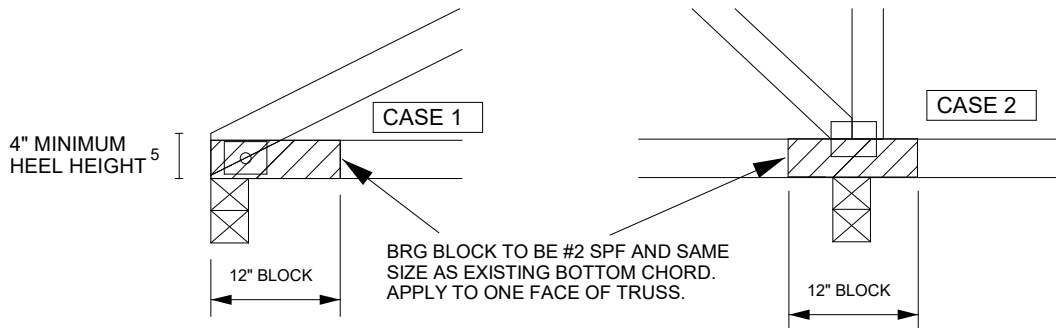 CASE 1
CASE 2
4" MINIMUM
HEEL HEIGHT 5
BRG BLOCK TO BE #2 SPF AND SAME
SIZE AS EXISTING BOTTOM CHORD.
APPLY TO ONE FACE OF TRUSS.
12" BLOCK
12" BLOCK